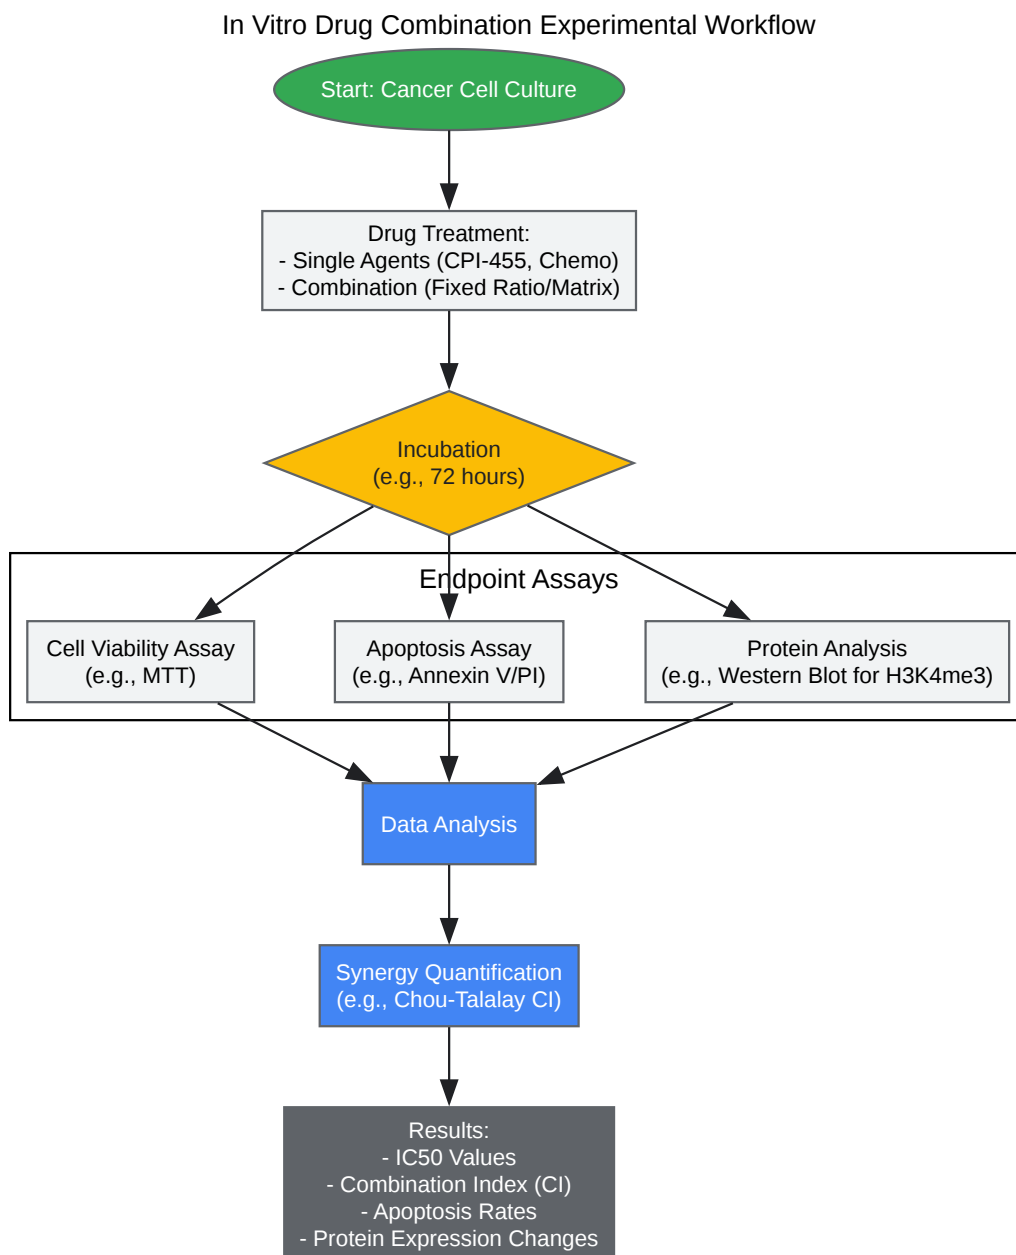 In Vitro Drug Combination Experimental Workflow
Start: Cancer Cell Culture
Drug Treatment:
- Single Agents (CPI-455, Chemo)
- Combination (Fixed Ratio/Matrix)
Incubation
(e.g., 72 hours)
Endpoint Assays
Cell Viability Assay
(e.g., MTT)
Apoptosis Assay
(e.g., Annexin V/PI)
Protein Analysis
(e.g., Western Blot for H3K4me3)
Data Analysis
Synergy Quantification
(e.g., Chou-Talalay CI)
Results:
- IC50 Values
- Combination Index (CI)
- Apoptosis Rates
- Protein Expression Changes